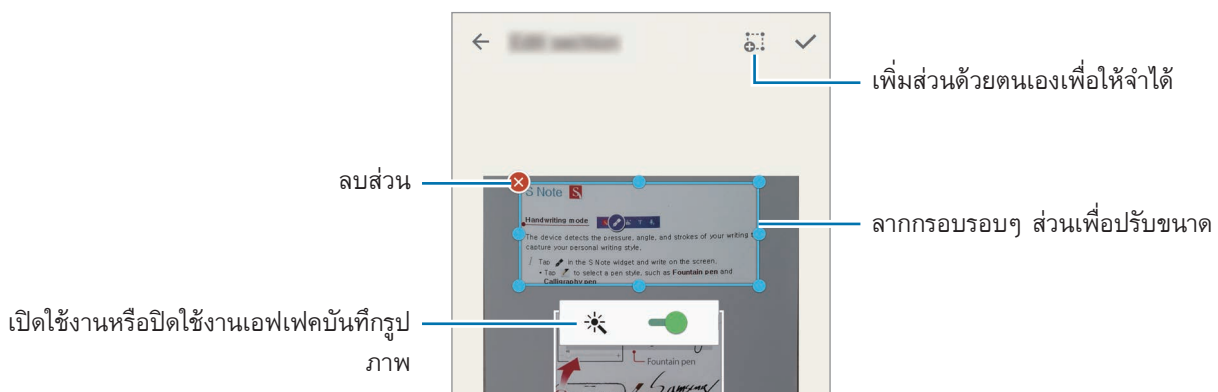 เพิ่มส่วนด้วยตนเองเพื่อให้จำได้
ลบส่วน
S Note
Handwriting mode
The device detects the pressure, angle, and strokes of your writing
capture your personal writing style.
Tap in the S Note widget and write on the screen.
• Tap to select a pen style, such as Fountain pen and
Calligraphy pen
ลากกรอบรอบๆ ส่วนเพื่อปรับขนาด
เปิดใช้งานหรือปิดใช้งานเอฟเฟคบันทึกรูป
ภาพ
Fountain pen
Samsung